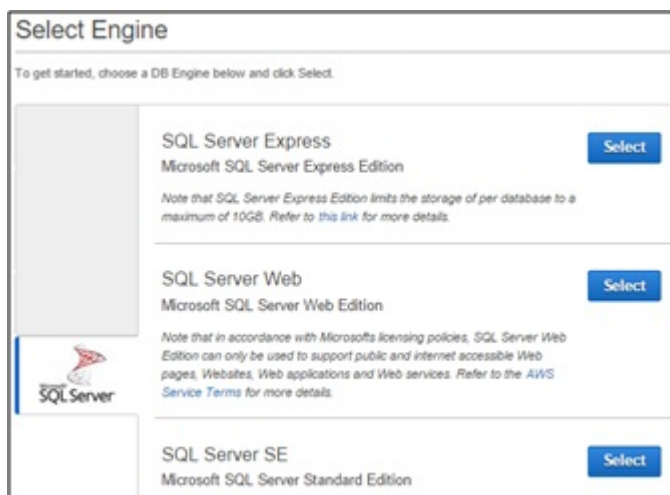 Select Engine
To get started, choose a DB Engine below and click Select.
SQL Server Express
Select
Microsoft SQL Server Express Edition
Note that SQL Server Express Edition limits the storage of per database to a
maximum of 10GB. Refer to this link for more details.
SQL Server Web
Select
Microsoft SQL Server Web Edition
Note that in accordance with Microsofts licensing policies, SQL Server Web
Edition can only be used to support public and internet accessible Web
pages, Websites, Web applications and Web services. Refer to the AWS
Service Terms for more details.
Microsoft
SQL Server
SQL Server SE
Select
Microsoft SQL Server Standard Edition